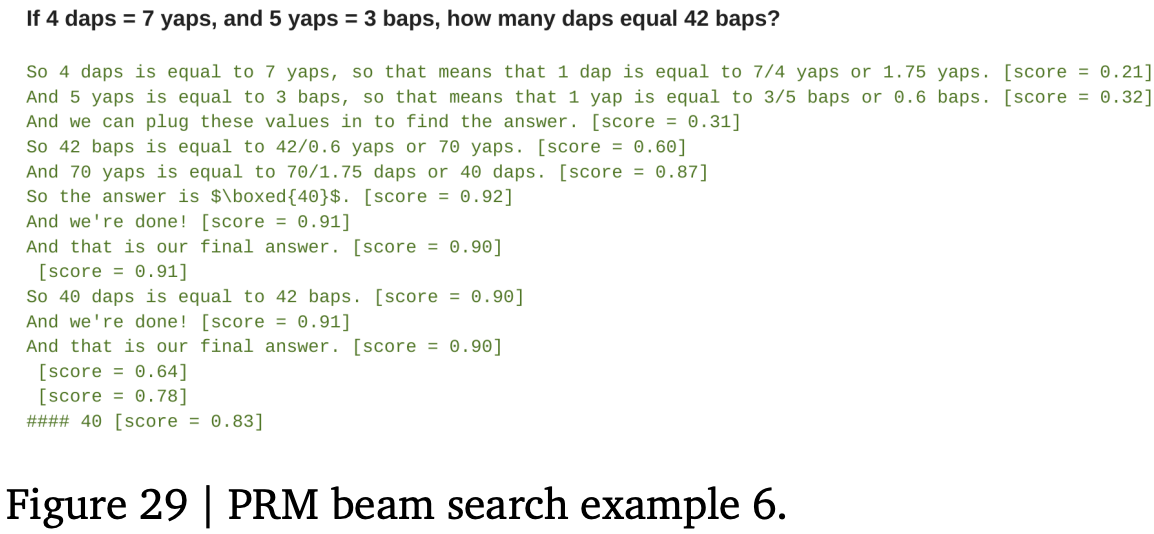 If 4 daps = 7 yaps, and 5 yaps = 3 baps, how many daps equal 42 baps?
So 4 daps is equal to 7 yaps, so that means that 1 dap is equal to 7/4 yaps or 1.75 yaps. [score = 0.21]
And 5 yaps is equal to 3 baps, so that means that 1 yap is equal to 3/5 baps or 0.6 baps. [score = 0.32]
And we can plug these values in to find the answer. [score = 0.31]
So 42 baps is equal to 42/0.6 yaps or 70 yaps. [score = 0.60]
And 70 yaps is equal to 70/1.75 daps or 40 daps. [score = 0.87]
So the answer is $\boxed{40}$. [score = 0.92]
And we're done! [score = 0.91]
And that is our final answer. [score = 0.90]
[score = 0.91]
So 40 daps is equal to 42 baps. [score = 0.90]
And we're done! [score = 0.91]
And that is our final answer. [score = 0.90]
[score = 0.64]
[score = 0.78]
#### 40 [score = 0.83]
Figure 29 | PRM beam search example 6.